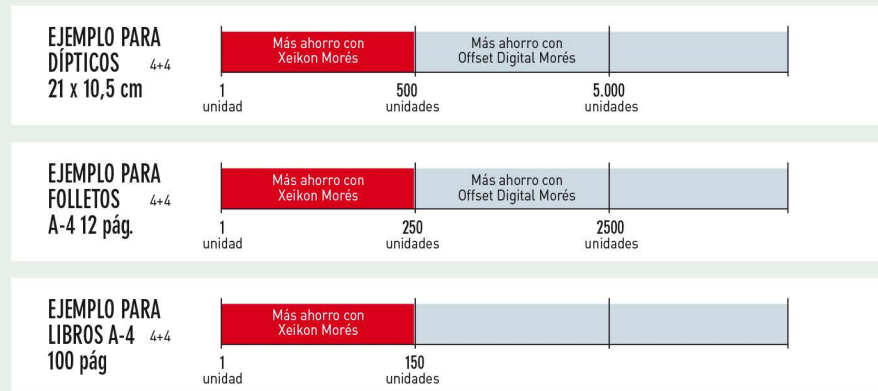 EJEMPLO PARA
DÍPTICOS 4+4
21 x 10,5 cm
Más ahorro con
Xeikon Morés
Más ahorro con
Offset Digital Morés
1
unidad
500
unidades
5.000
unidades
EJEMPLO PARA
FOLLETOS 4+4
A-4 12 pág.
Más ahorro con
Xeikon Morés
Más ahorro con
Offset Digital Morés
1
unidad
250
unidades
2500
unidades
EJEMPLO PARA
LIBROS A-4 4+4
100 pág
Más ahorro con
Xeikon Morés
1
unidad
150
unidades